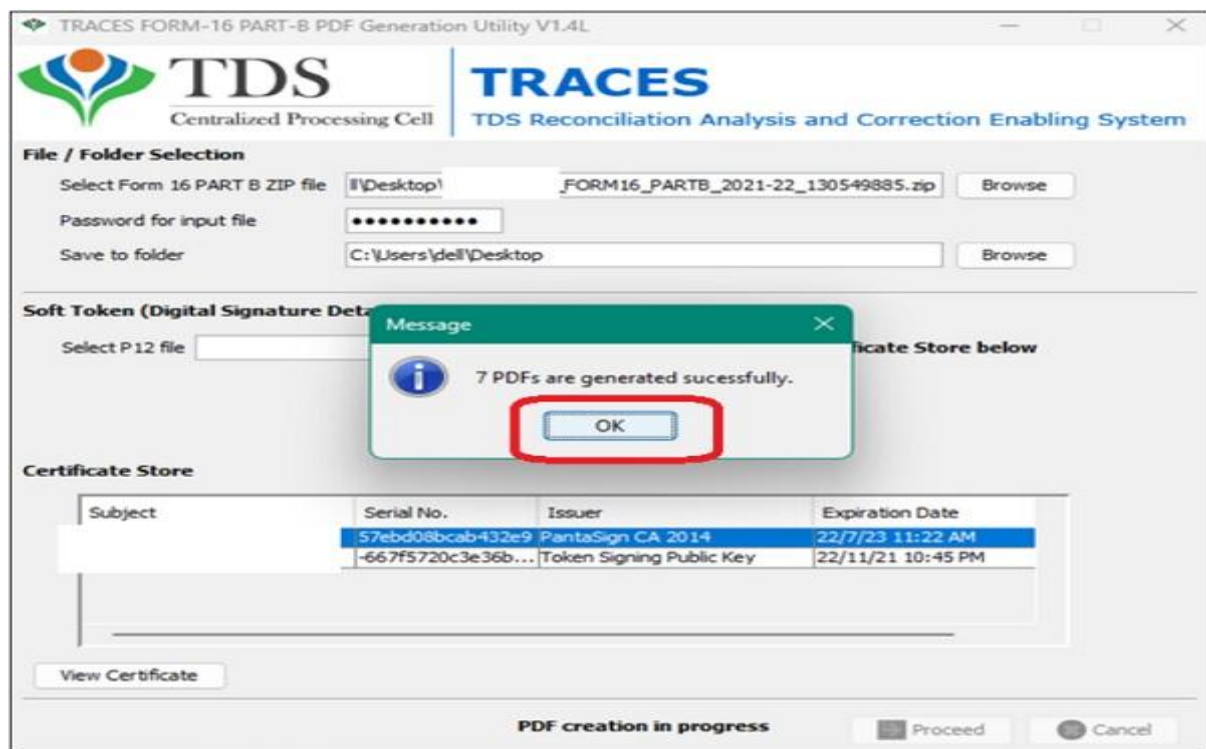 TRACES FORM-16 PART-B PDF Generation Utility V1.4L
TDS
Centralized Processing Cell
TRACES
TDS Reconciliation Analysis and Correction Enabling System
File / Folder Selection
Select Form 16 PART B ZIP file ll\Desktop\ _FORM16_PARTB_2021-22_130549885.zip Browse
Password for input file ••••••••••
Save to folder C:\Users\dell\Desktop Browse
Soft Token (Digital Signature Deta
Message
Select P12 file
ficate Store below
7 PDFs are generated sucessfully.
OK
Certificate Store
Subject Serial No. Issuer Expiration Date
57ebd08bcab432e9 PantaSign CA 2014 22/7/23 11:22 AM
-667f5720c3e36b... Token Signing Public Key 22/11/21 10:45 PM
View Certificate
PDF creation in progress Proceed Cancel